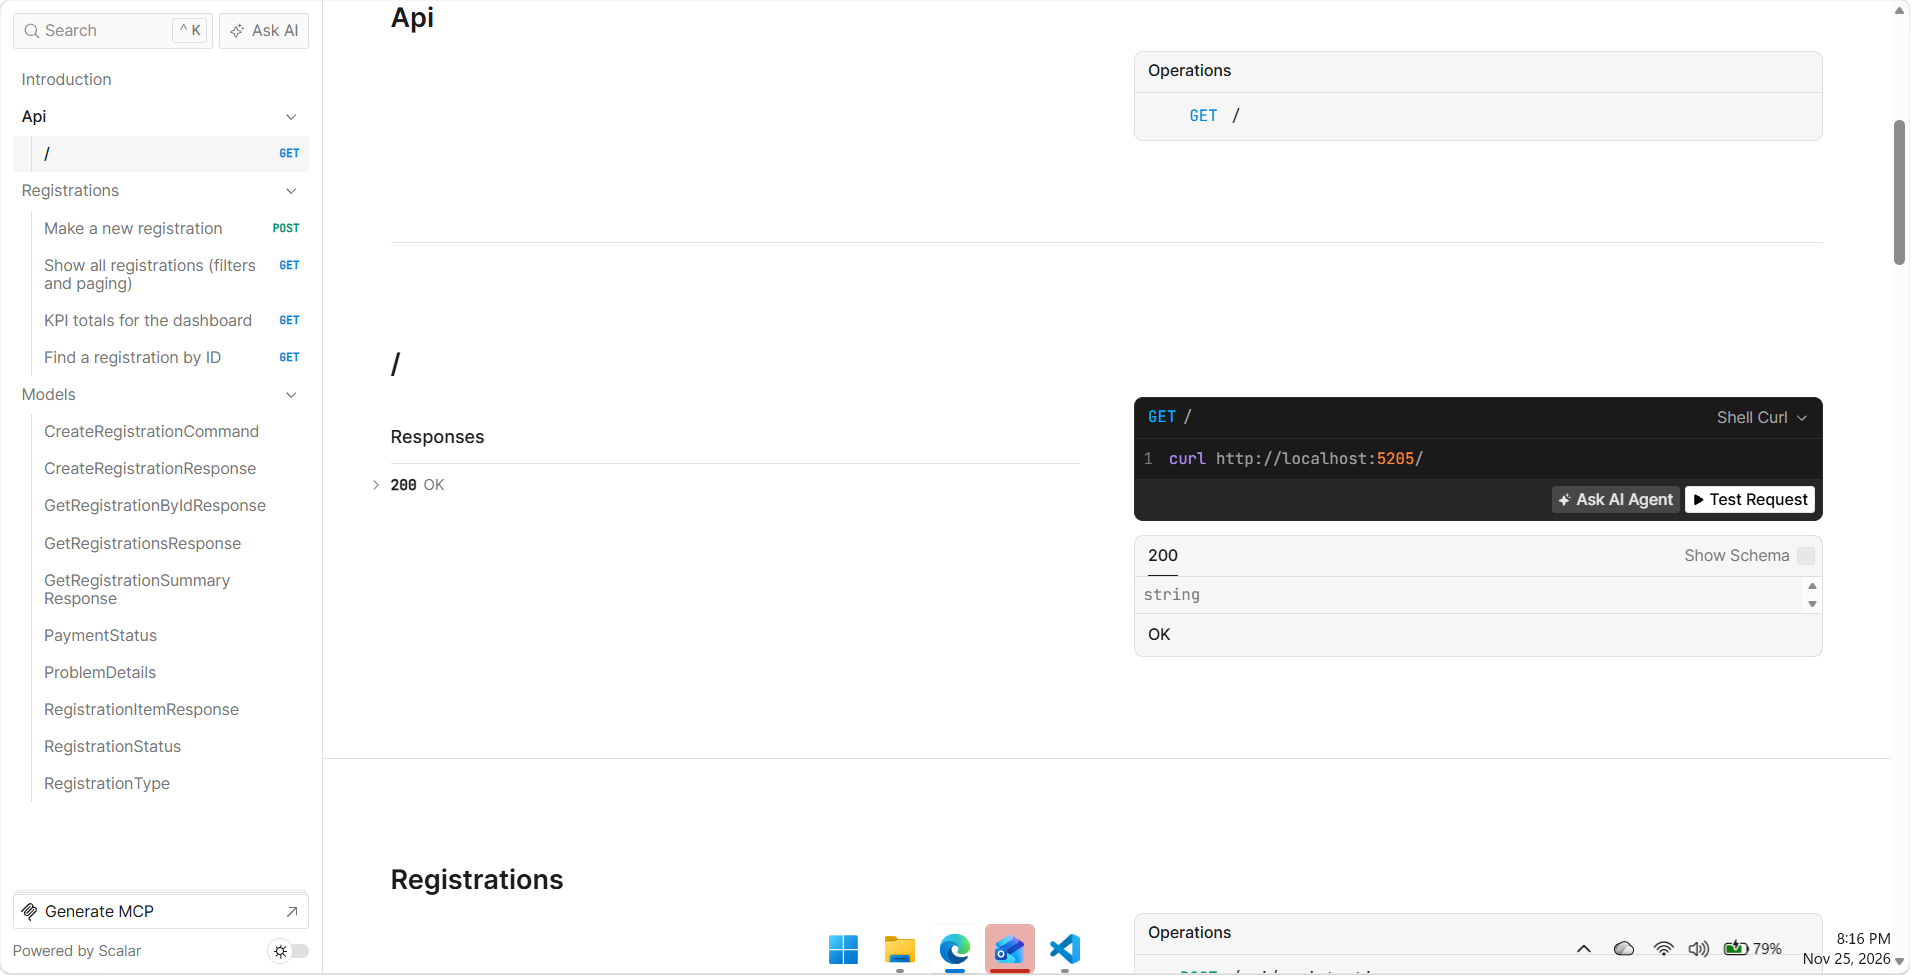 Search
^ K
Ask AI
Introduction
Api
/
GET
Registrations
Make a new registration
POST
Show all registrations (filters
and paging)
GET
KPI totals for the dashboard
GET
Find a registration by ID
GET
Models
CreateRegistrationCommand
CreateRegistrationResponse
GetRegistrationByIdResponse
GetRegistrationsResponse
GetRegistrationSummary
Response
PaymentStatus
ProblemDetails
RegistrationItemResponse
RegistrationStatus
RegistrationType
Generate MCP
Powered by Scalar
Api
Operations
GET /
/
Responses
200 OK
GET /
Shell Curl
1 curl http://localhost:5205/
Ask AI Agent
Test Request
200
Show Schema
string
OK
Registrations
Operations
79%
8:16 PM
Nov 25, 2026